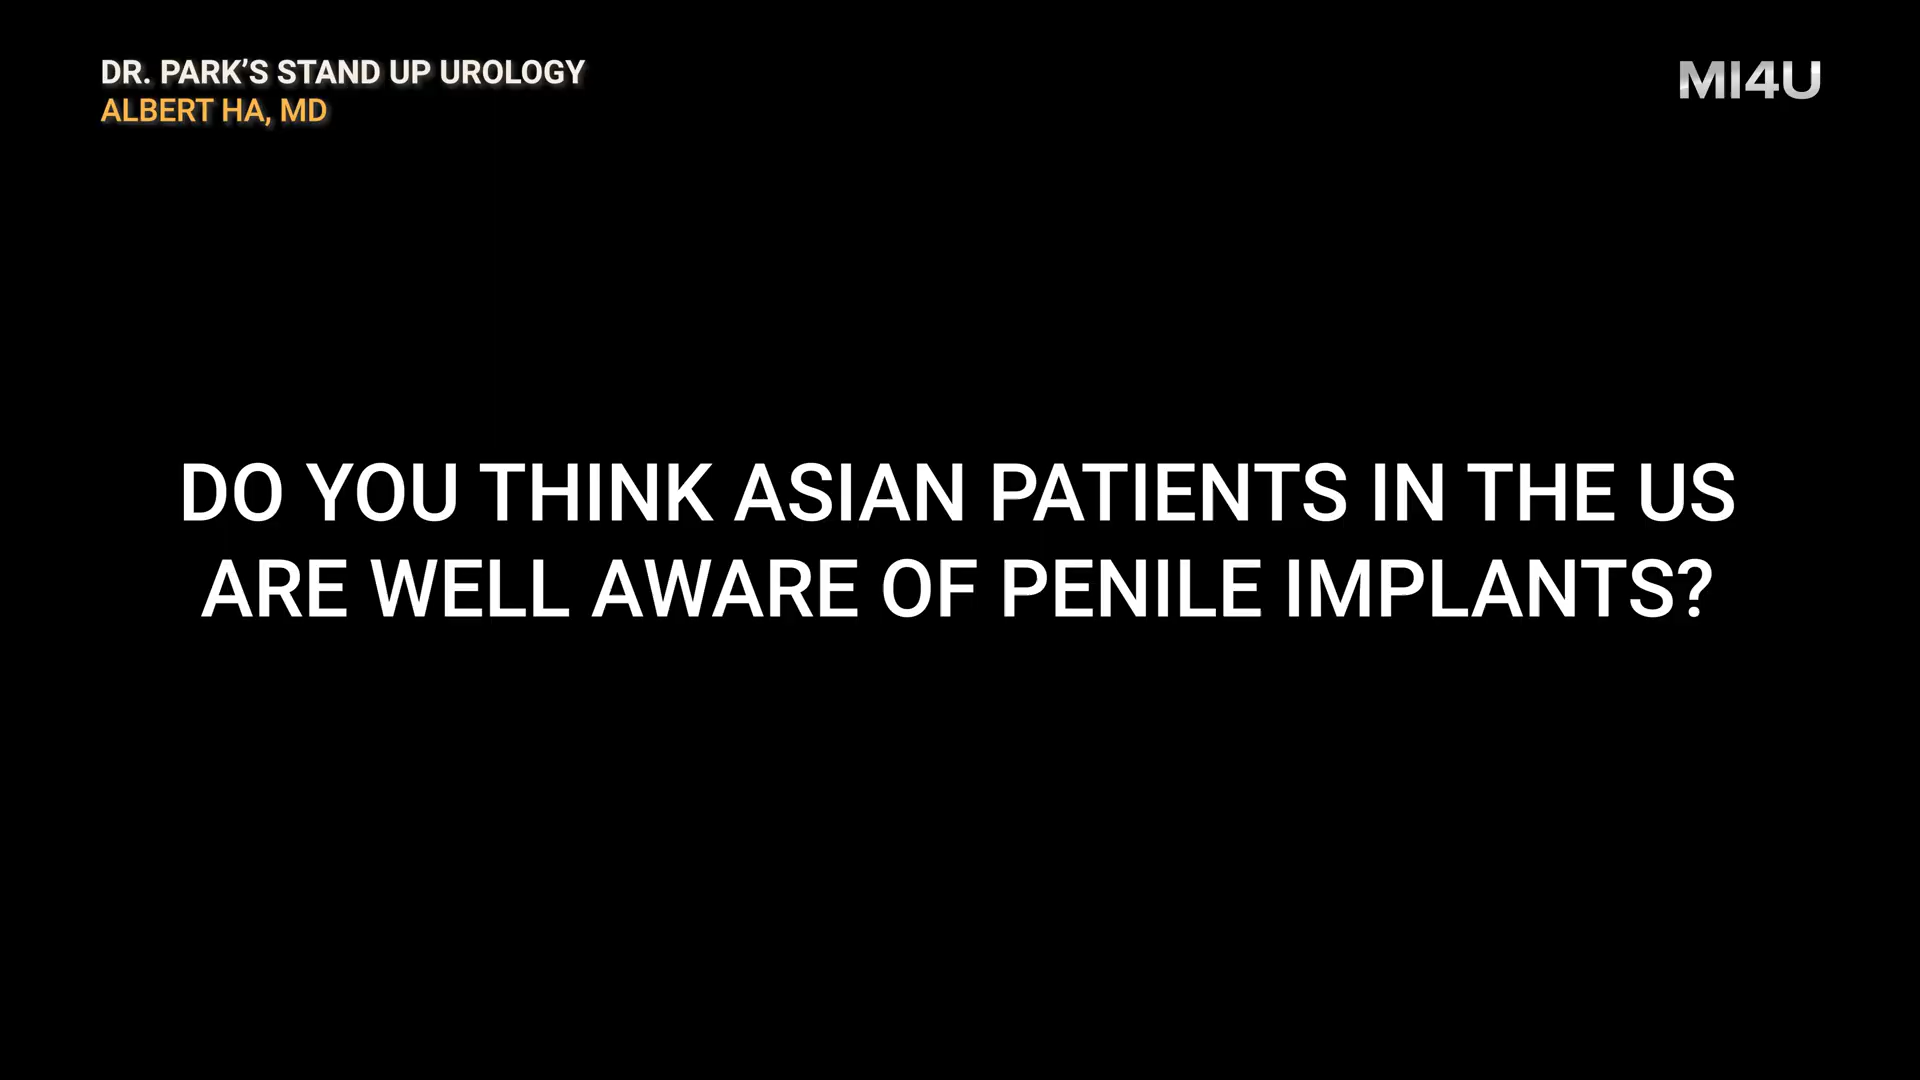 DR. PARK’S STAND UP UROLOGY
ALBERT HA, MD
MI4U
DO YOU THINK ASIAN PATIENTS IN THE US
ARE WELL AWARE OF PENILE IMPLANTS?